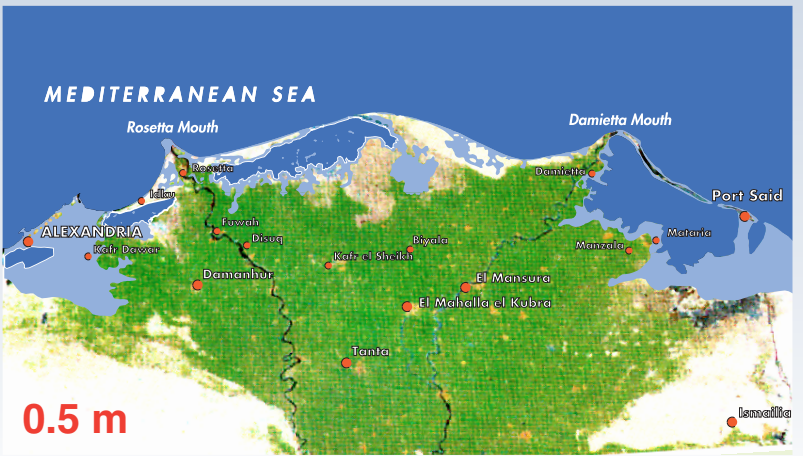 MEDITERRANEAN SEA
Rosetta Mouth
Damietta Mouth
Rosetta
Damietta
Idku
Port Said
Fuwah
ALEXANDRIA
Disuq
Biyala
Mataria
Kafr Dawar
Kafr el Sheikh
Manzala
Damanhur
El Mansura
El Mahalla el Kubra
Tanta
0.5 m
Ismailia